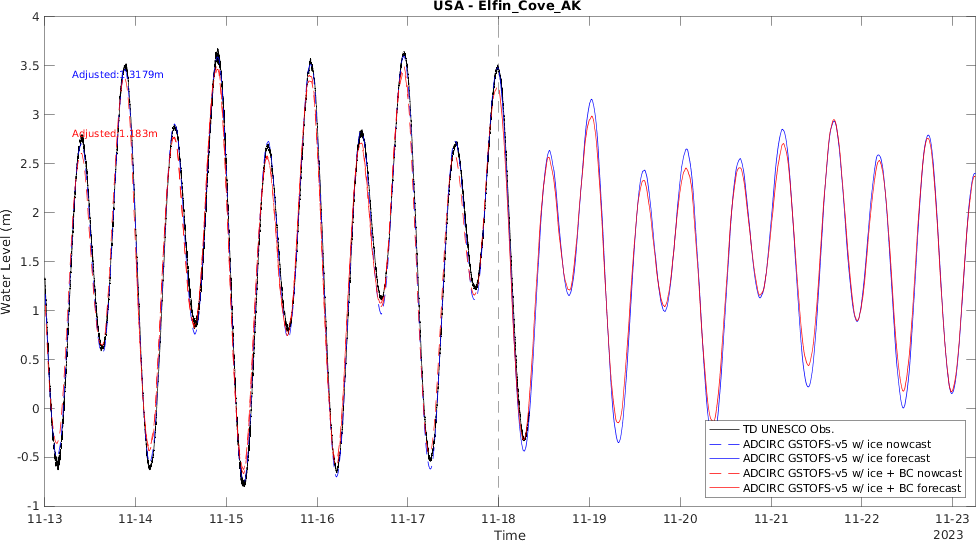 USA - Elfin_Cove_AK
4
3.5
3
2.5
2
1.5
1
0.5
0
-0.5
-1
Water Level (m)
Adjusted:1.3179m
Adjusted:1.183m
TD UNESCO Obs.
ADCIRC GSTOFS-v5 w/ ice nowcast
ADCIRC GSTOFS-v5 w/ ice forecast
ADCIRC GSTOFS-v5 w/ ice + BC nowcast
ADCIRC GSTOFS-v5 w/ ice + BC forecast
11-13 11-14 11-15 11-16 11-17 11-18 11-19 11-20 11-21 11-22 11-23
Time
2023